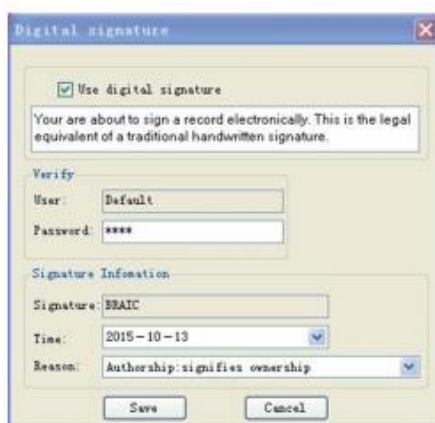 Digital signature
Use digital signature
Your are about to sign a record electronically. This is the legal
equivalent of a traditional handwritten signature.
Verify
User: Default
Password: ****
Signature Infomation
Signature: BRAIC
Time: 2015-10-13
Reason: Authorship:signifies ownership
Save Cancel